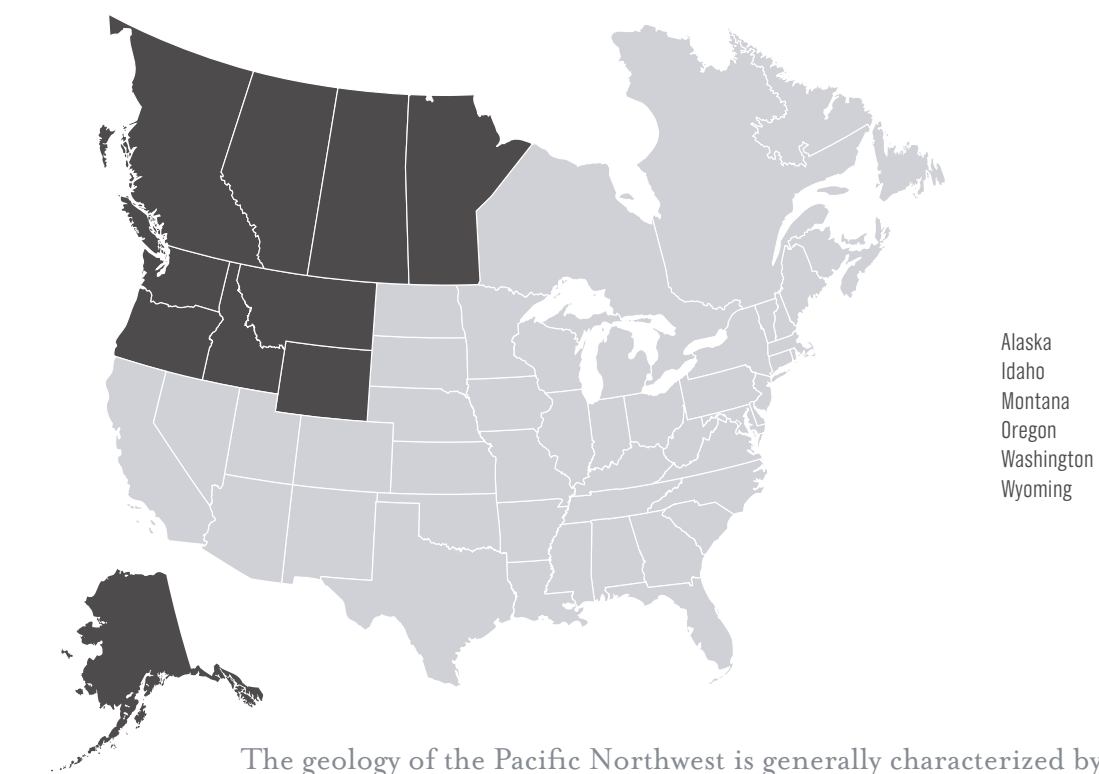 Alaska
Idaho
Montana
Oregon
Washington
Wyoming
The geology of the Pacific Northwest is generally characterized by